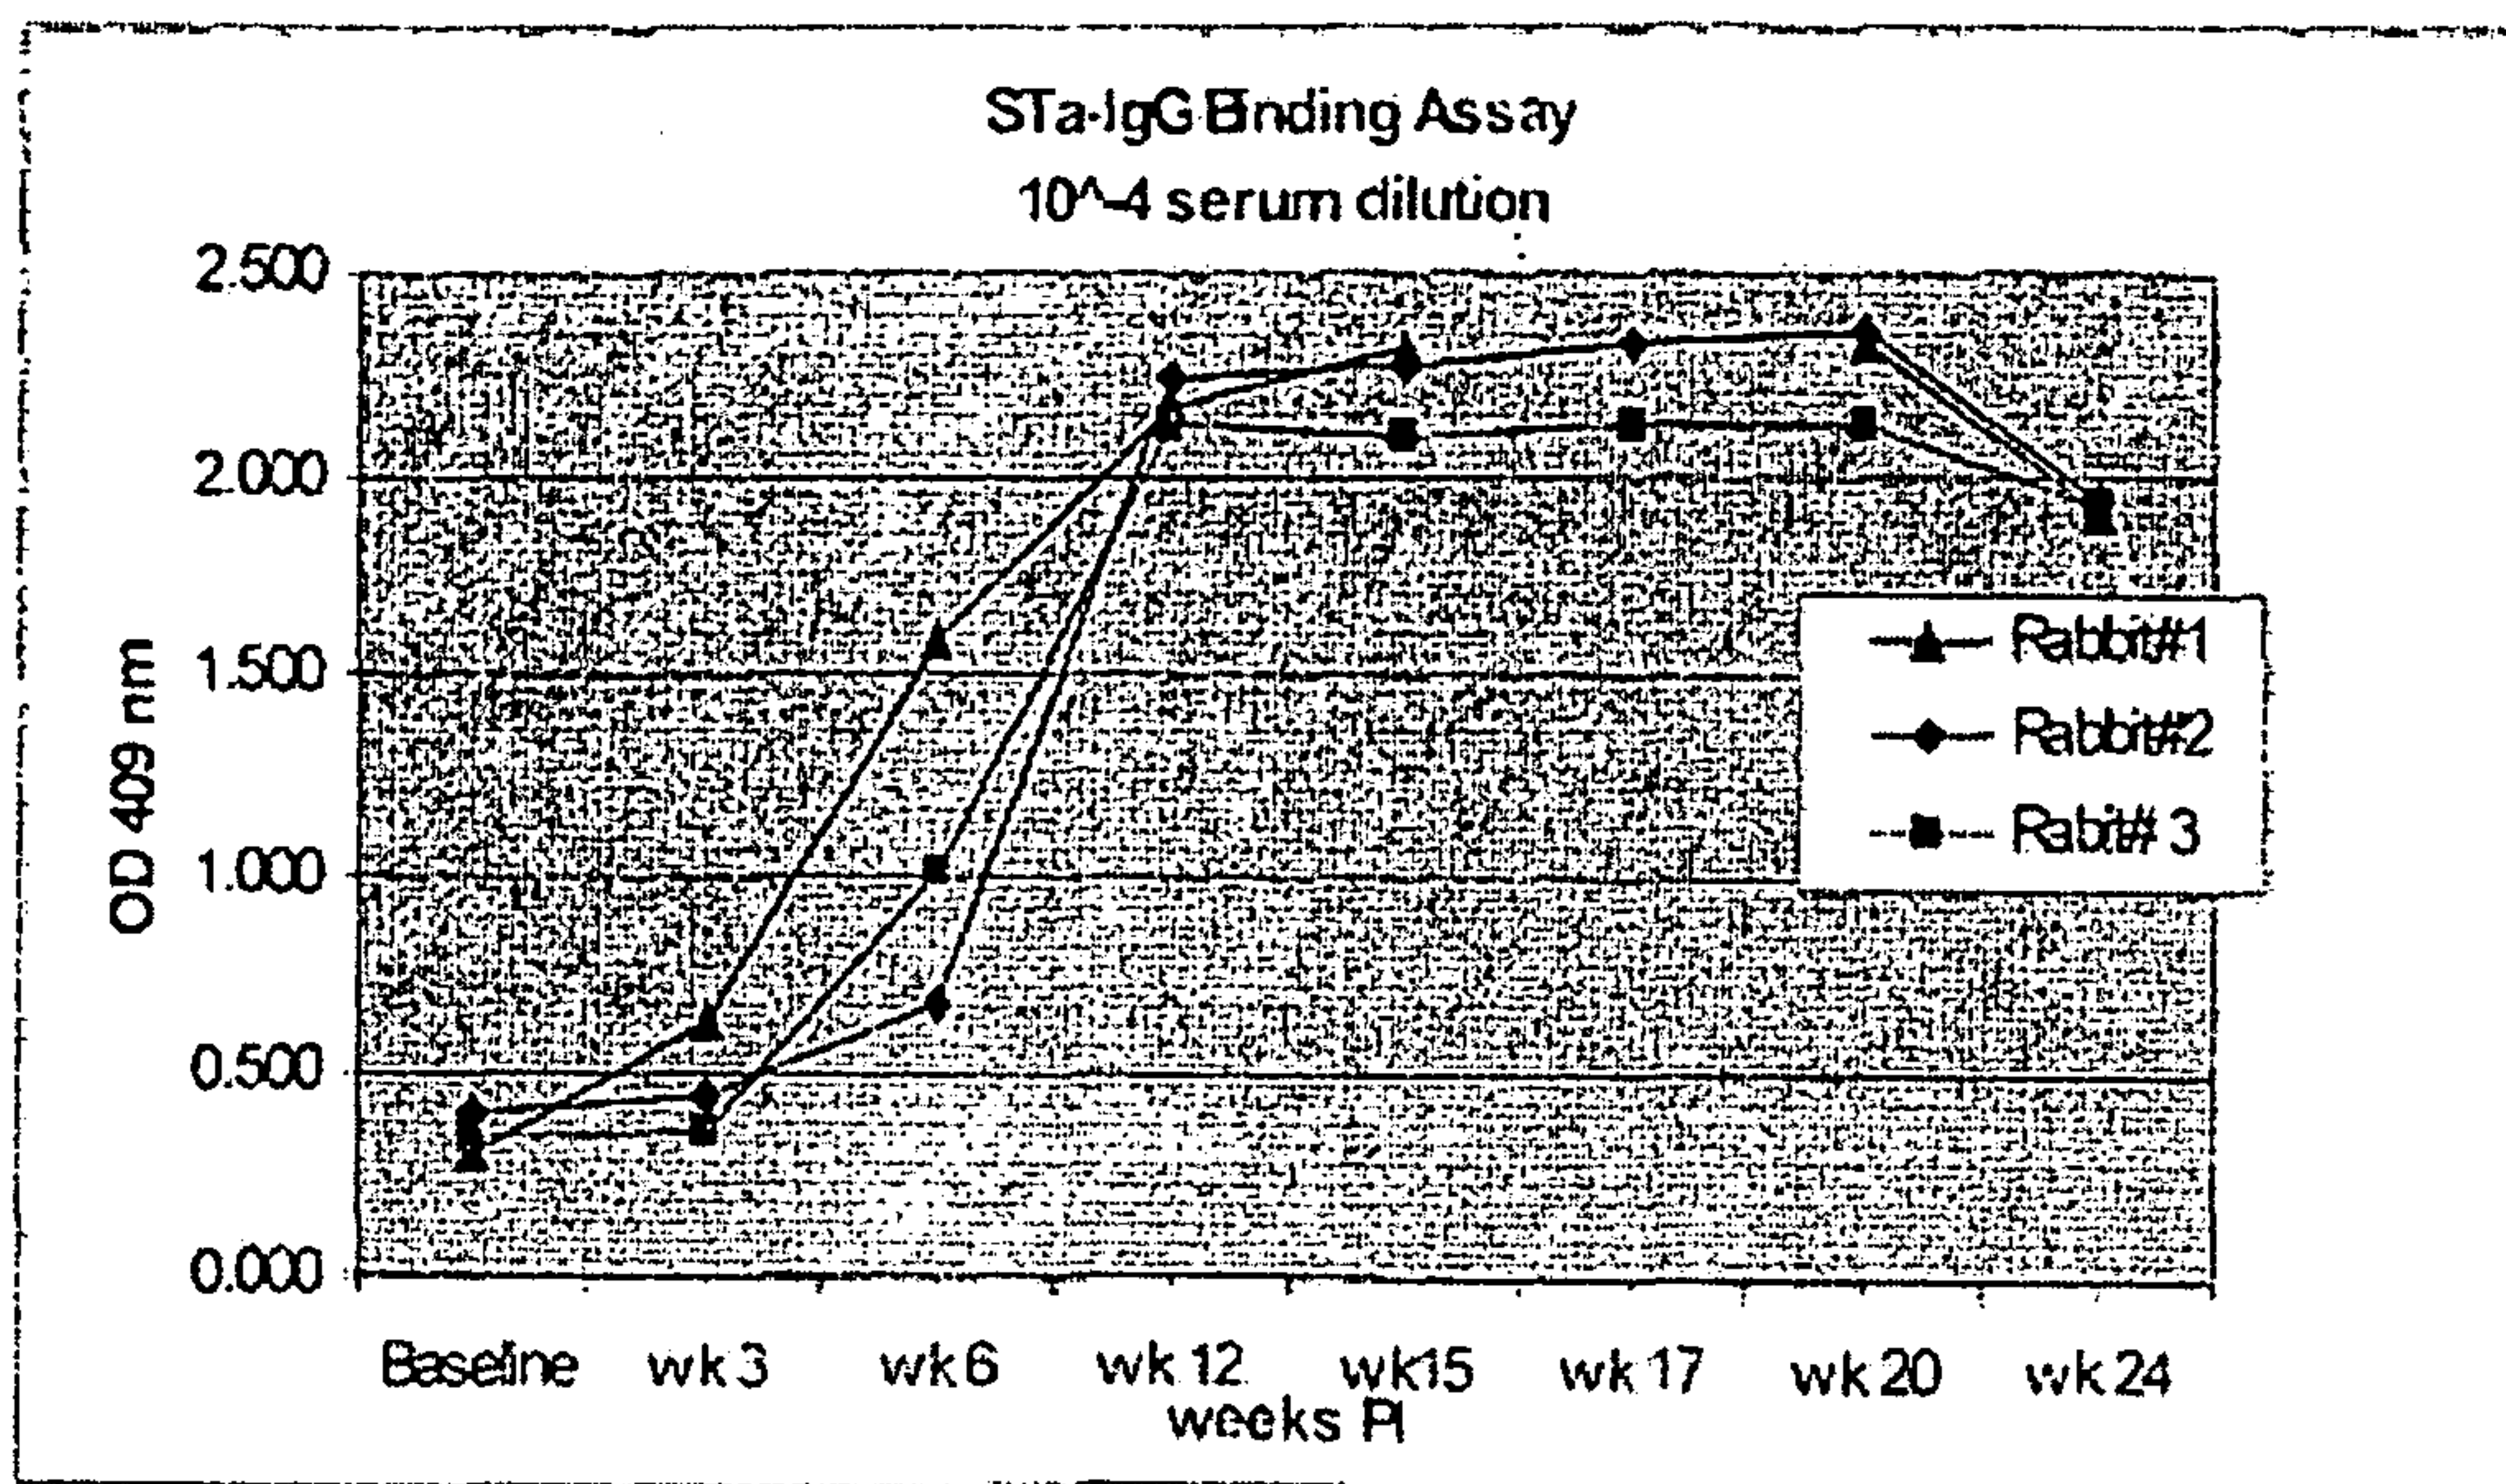 STa-IgG Binding Assay
10^-4 serum dilution
2.500
2.000
1.500
1.000
0.500
0.000
OD 409 nm
Baseline wk 3 wk 6 wk 12 wk15 wk 17 wk 20 wk 24
weeks PI
Rabbit#1
Rabbit#2
Rabit# 3